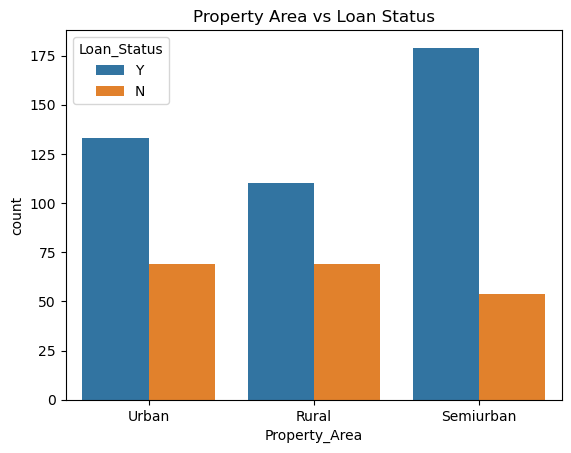 Property Area vs Loan Status
Loan_Status
Y
N
175
150
125
100
75
50
25
0
count
Urban
Rural
Semiurban
Property_Area